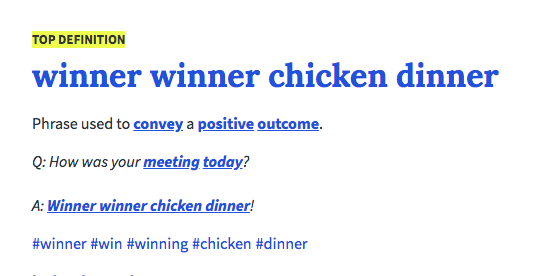 TOP DEFINITION
winner winner chicken dinner
Phrase used to convey a positive outcome.
Q: How was your meeting today?
A: Winner winner chicken dinner!
#winner #win #winning #chicken #dinner